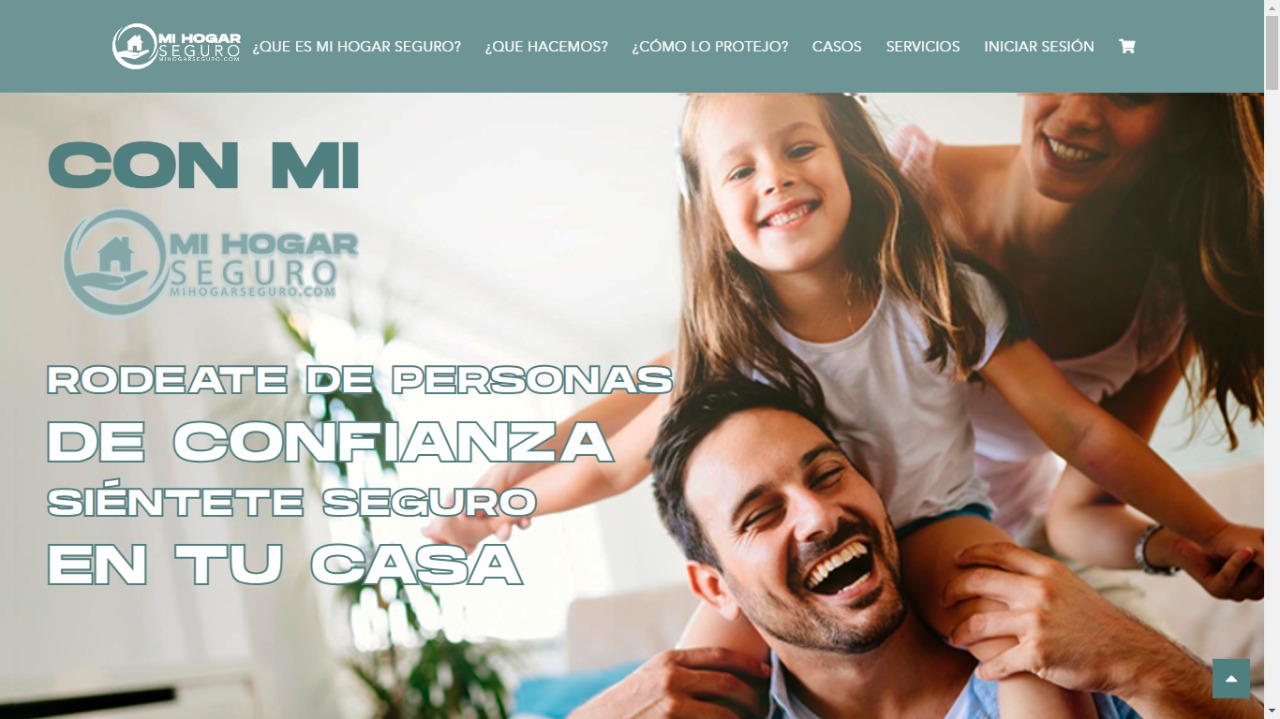 MI HOGAR
SEGURO
MIHOGARSEGURO.COM
¿QUE ES MI HOGAR SEGURO?
¿QUE HACEMOS?
¿CÓMO LO PROTEJO?
CASOS
SERVICIOS
INICIAR SESIÓN
CON MI
MI HOGAR
SEGURO
MIHOGARSEGURO.COM
RODEATE DE PERSONAS
DE CONFIANZA
SIÉNTETE SEGURO
EN TU CASA